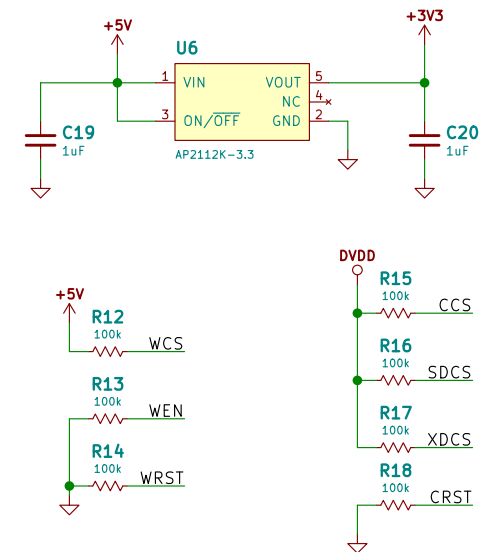 +5V
+3V3
U6
1 VIN VOUT 5
NC 4
3 ON/OFF GND 2
AP2112K-3.3
C19
1uF
C20
1uF
+5V
R12
100k
WCS
R13
100k
WEN
R14
100k
WRST
DVDD
R15
100k
CCS
R16
100k
SDCS
R17
100k
XDCS
R18
100k
CRST